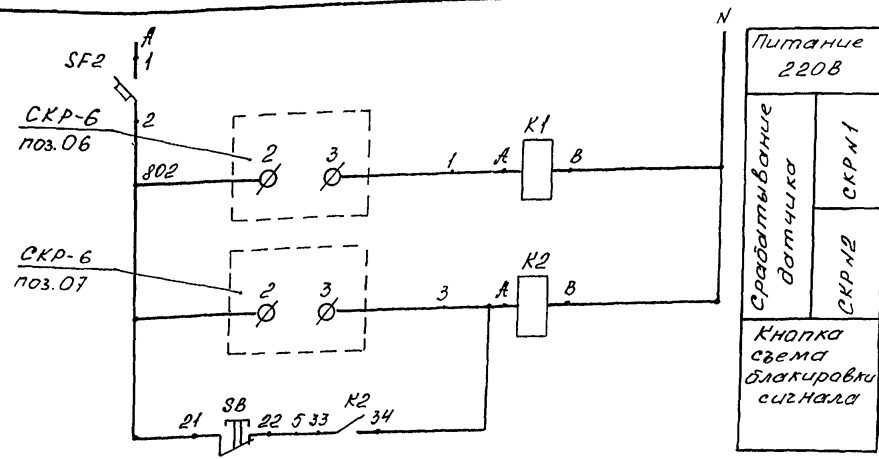 A
N
1
SF2
СКР-6
поз.06
2
802
2
3
1
A
K1
B
СКР-6
поз.07
2
3
3
A
K2
B
21
SB
22
5
33
K2
34
Питание
220В
Срабатывание
датчика
СКР№1
СКР№2
Кнопка
съема
блакировки
сигнала